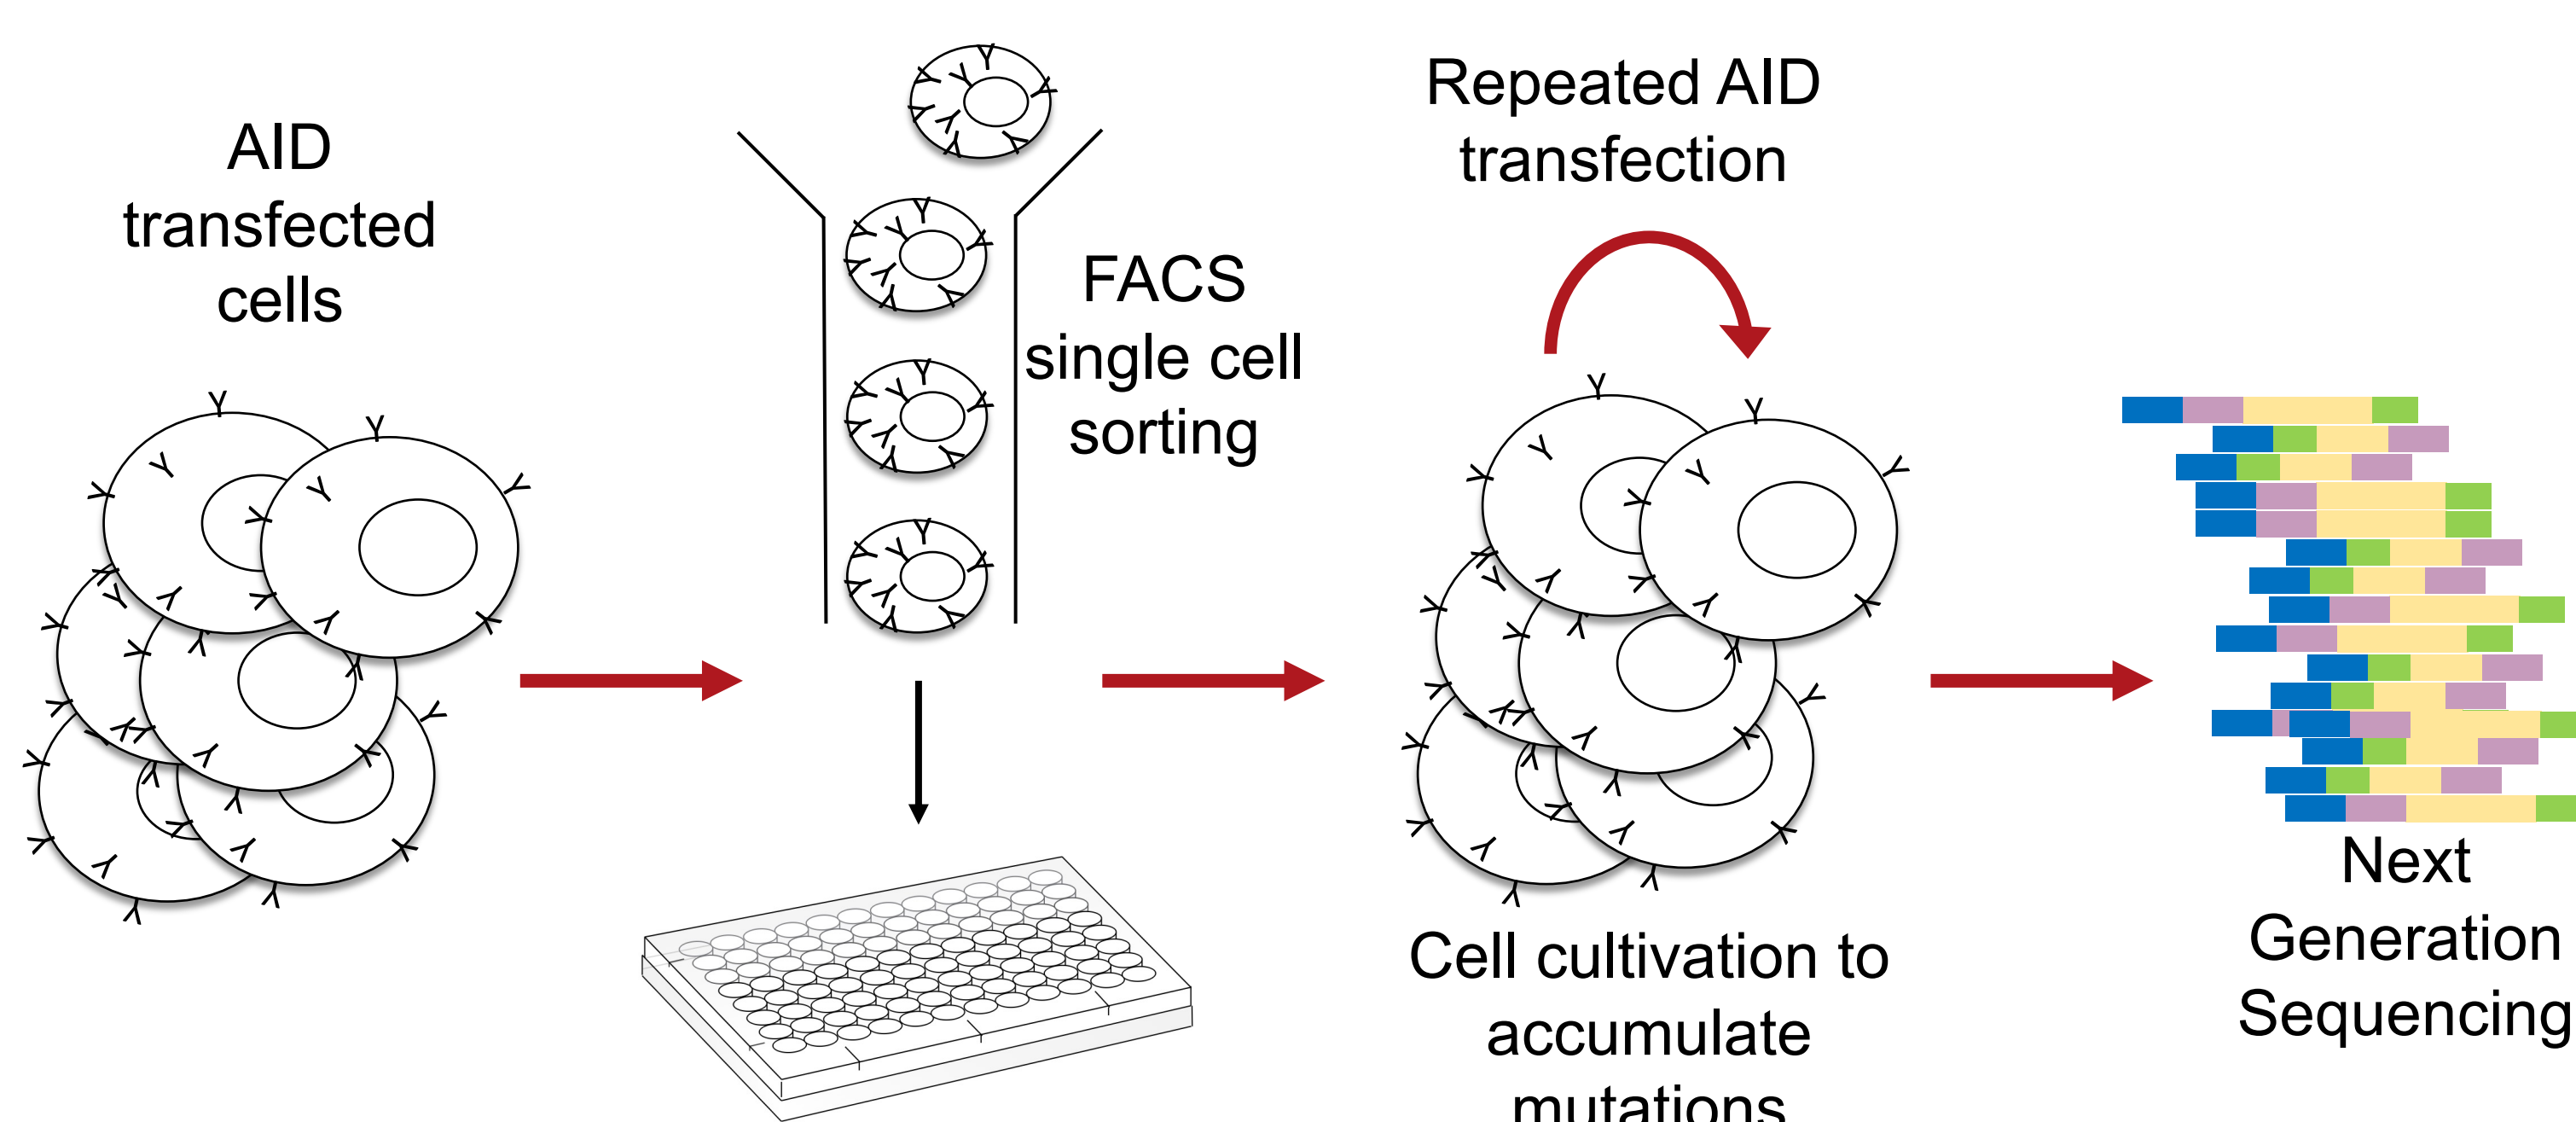 AID
transfected
cells
FACS
single cell
sorting
Repeated AID
transfection
Cell cultivation to
accumulate
mutations
Next
Generation
Sequencing